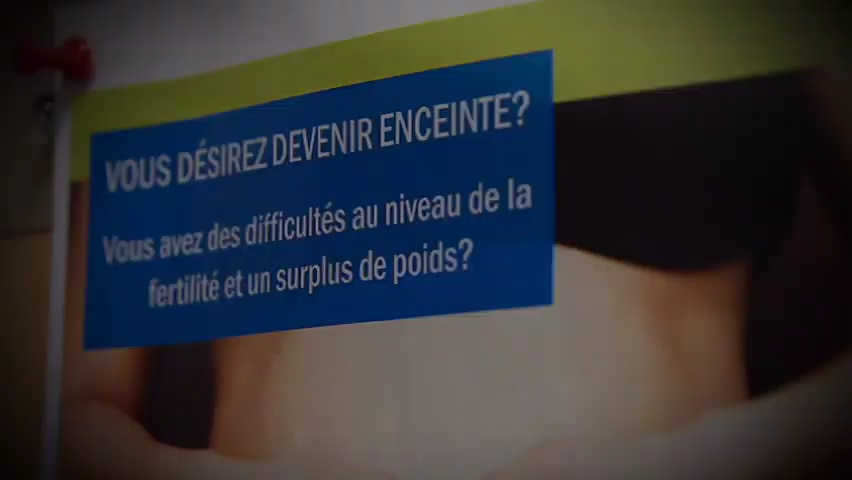 VOUS DÉSIREZ DEVENIR ENCEINTE?
Vous avez des difficultés au niveau de la
fertilité et un surplus de poids?